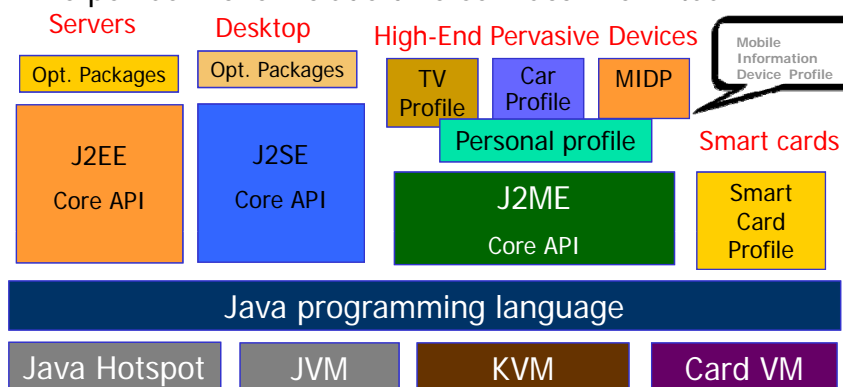 Servers
Desktop
High-End Pervasive Devices
Mobile
Information
Device Profile
Opt. Packages
Opt. Packages
TV
Profile
Car
Profile
MIDP
Personal profile
Smart cards
J2EE
Core API
J2SE
Core API
J2ME
Core API
Smart
Card
Profile
Java programming language
Java Hotspot
JVM
KVM
Card VM